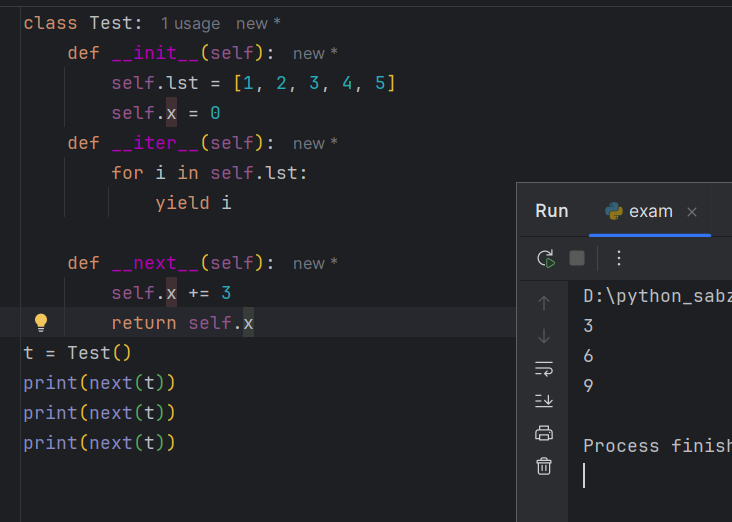 class Test:  1 usage  new *
    def __init__(self):  new *
        self.lst = [1, 2, 3, 4, 5]
        self.x = 0
    def __iter__(self):  new *
        for i in self.lst:
            yield i
    def __next__(self):  new *
        self.x += 3
        return self.x
t = Test()
print(next(t))
print(next(t))
print(next(t))
Run  exam
D:\python_sabz
3
6
9
Process finish